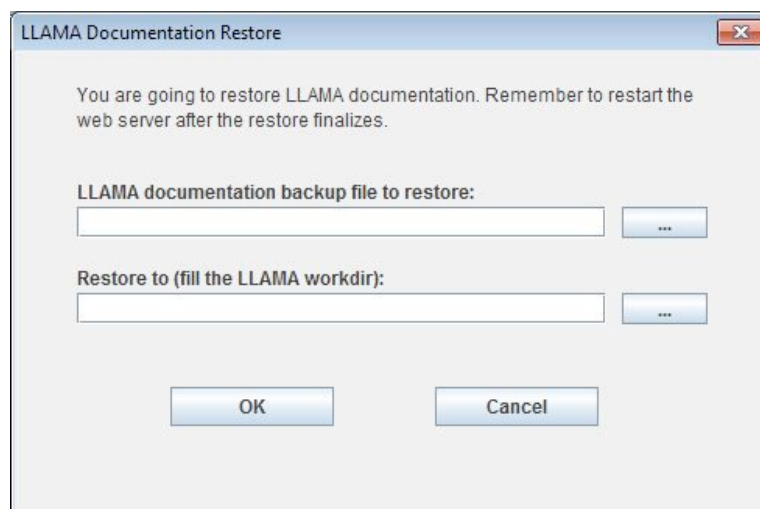 LLAMA Documentation Restore
You are going to restore LLAMA documentation. Remember to restart the
web server after the restore finalizes.
LLAMA documentation backup file to restore:
...
Restore to (fill the LLAMA workdir):
...
OK
Cancel